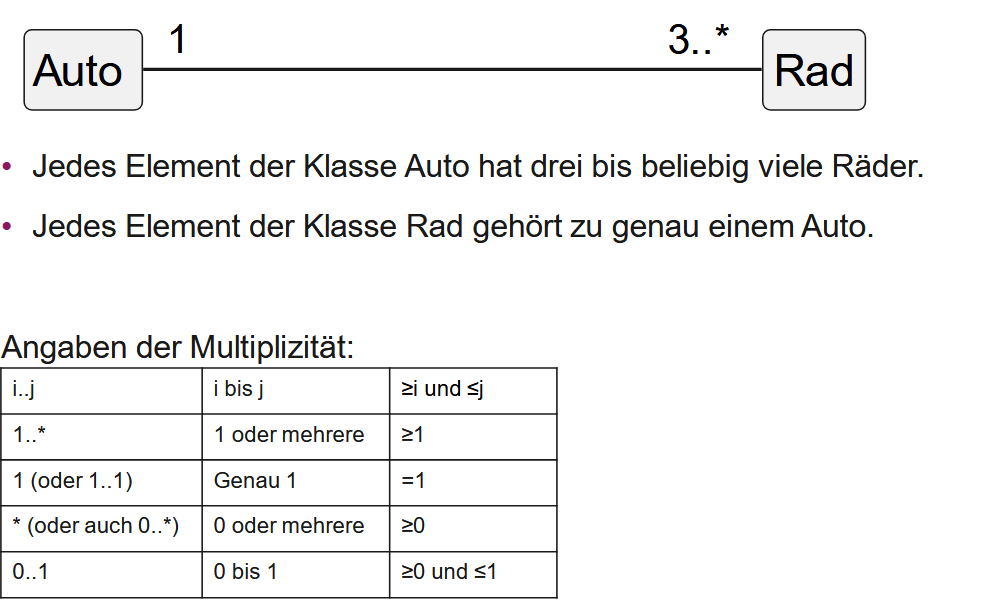 Auto 1 3..* Rad
• Jedes Element der Klasse Auto hat drei bis beliebig viele Räder.
• Jedes Element der Klasse Rad gehört zu genau einem Auto.
Angaben der Multiplizität:
i..j i bis j ≥i und ≤j
1..* 1 oder mehrere ≥1
1 (oder 1..1) Genau 1 =1
* (oder auch 0..*) 0 oder mehrere ≥0
0..1 0 bis 1 ≥0 und ≤1